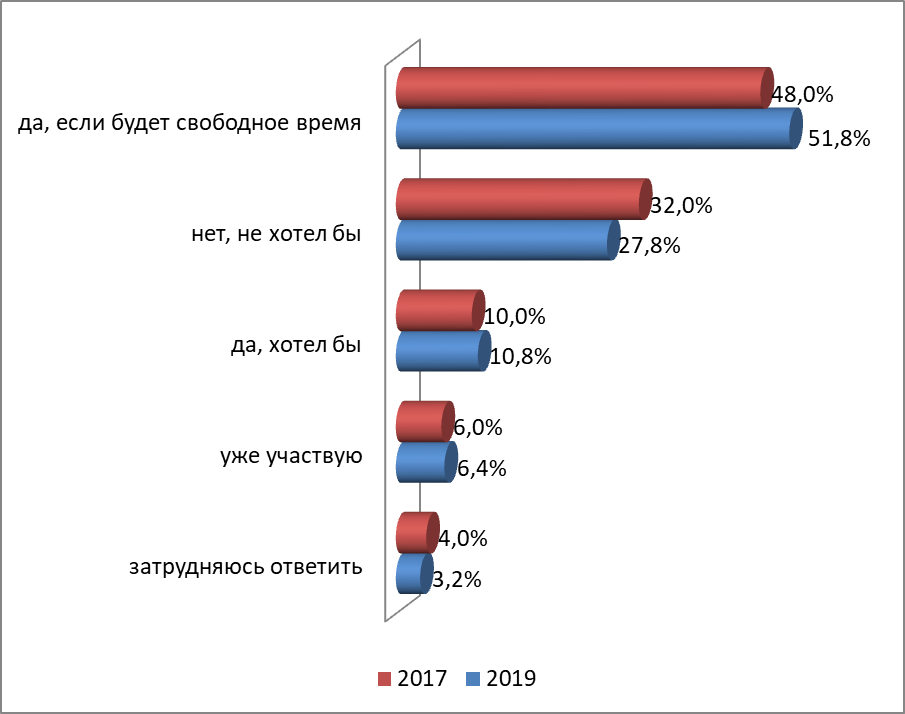 да, если будет свободное время
48,0%
51,8%
нет, не хотел бы
32,0%
27,8%
да, хотел бы
10,0%
10,8%
уже участвую
6,0%
6,4%
затрудняюсь ответить
4,0%
3,2%
2017 2019